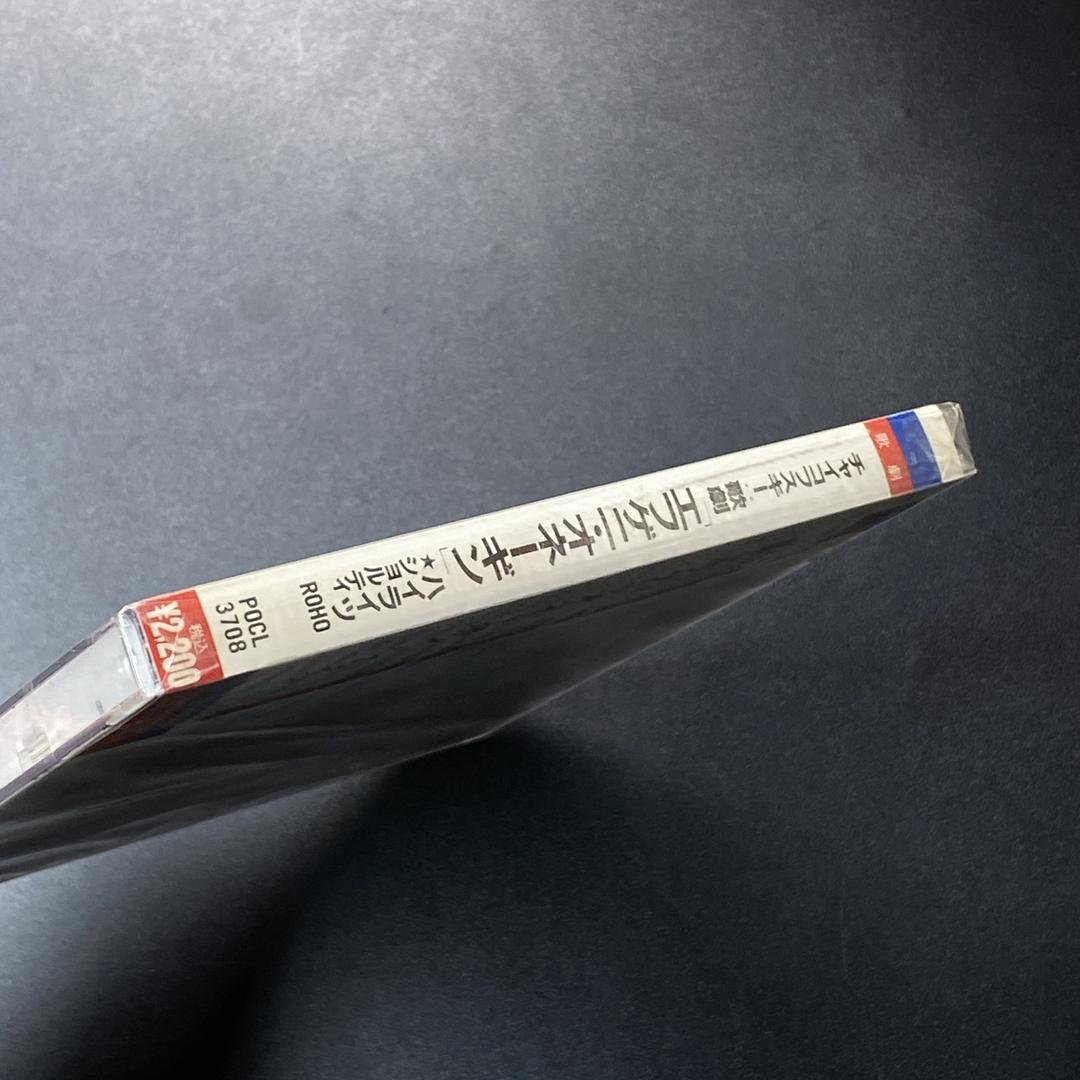 歌劇
チャイコフスキー
歌劇「エフゲニー・オネーギン」ハイライツ
★ショルティ
ROHO
POCL
3708
税込
¥2,200